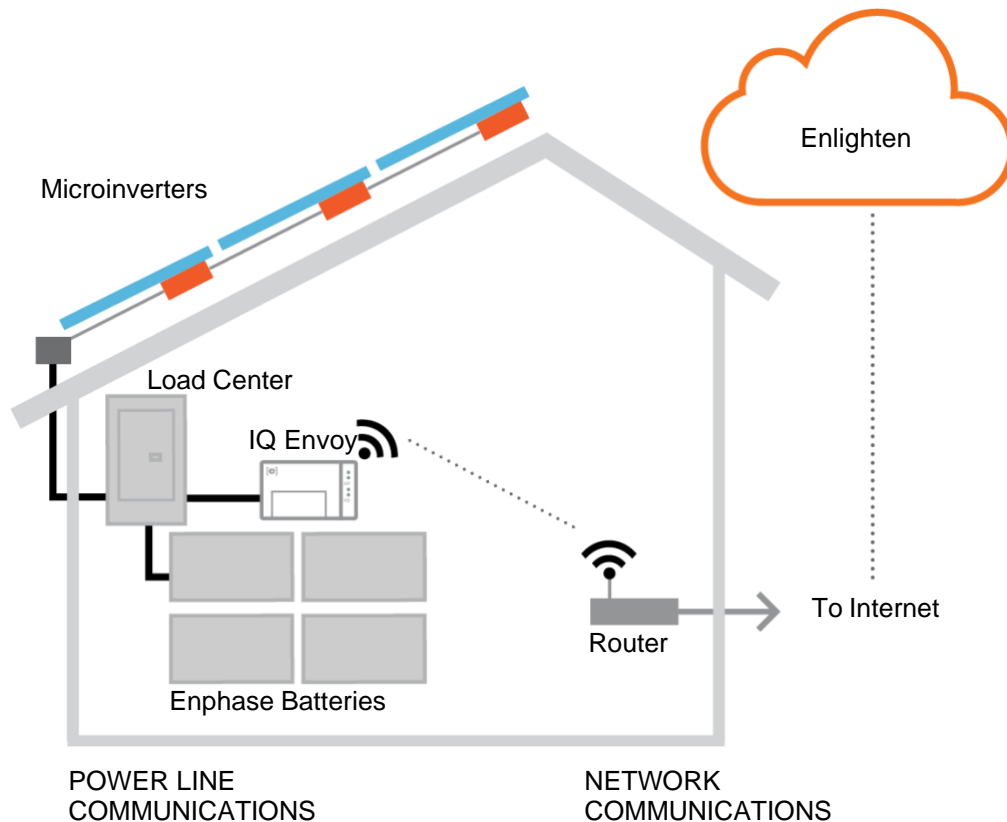 Enlighten
Microinverters
Load Center
IQ Envoy
To Internet
Router
Enphase Batteries
POWER LINE
COMMUNICATIONS
NETWORK
COMMUNICATIONS